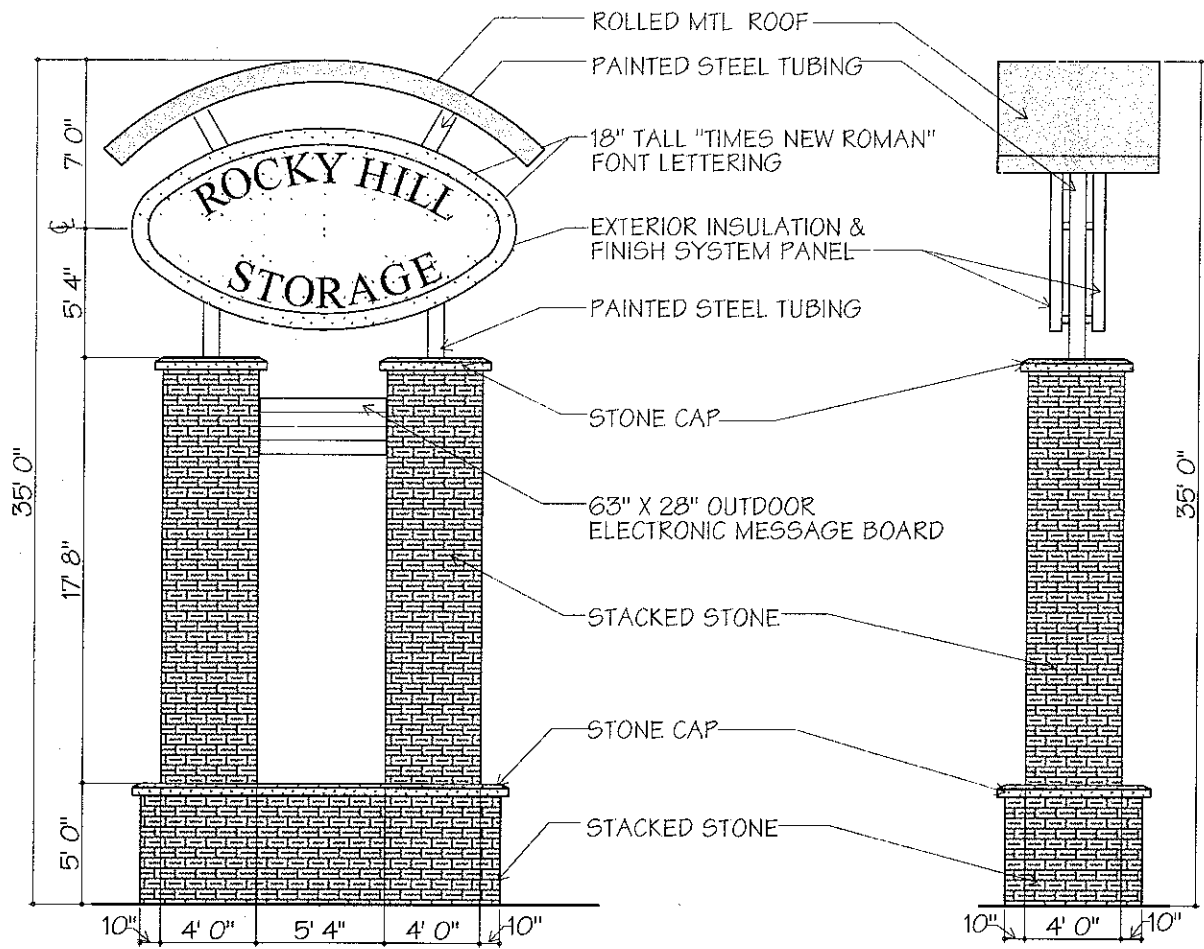 ROLLED MTL ROOF
PAINTED STEEL TUBING
18" TALL "TIMES NEW ROMAN"
FONT LETTERING
EXTERIOR INSULATION &
FINISH SYSTEM PANEL
PAINTED STEEL TUBING
STONE CAP
63" X 28" OUTDOOR
ELECTRONIC MESSAGE BOARD
STACKED STONE
STONE CAP
STACKED STONE
ROCKY HILL
STORAGE
35' 0"
7' 0"
℄
5' 4"
17' 8"
5' 0"
10" 4' 0" 5' 4" 4' 0" 10"
35' 0"
10" 4' 0" 10"